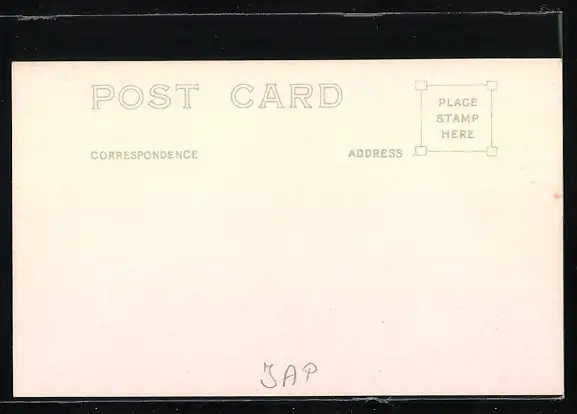 POST CARD
PLACE
STAMP
HERE
CORRESPONDENCE
ADDRESS
JAP